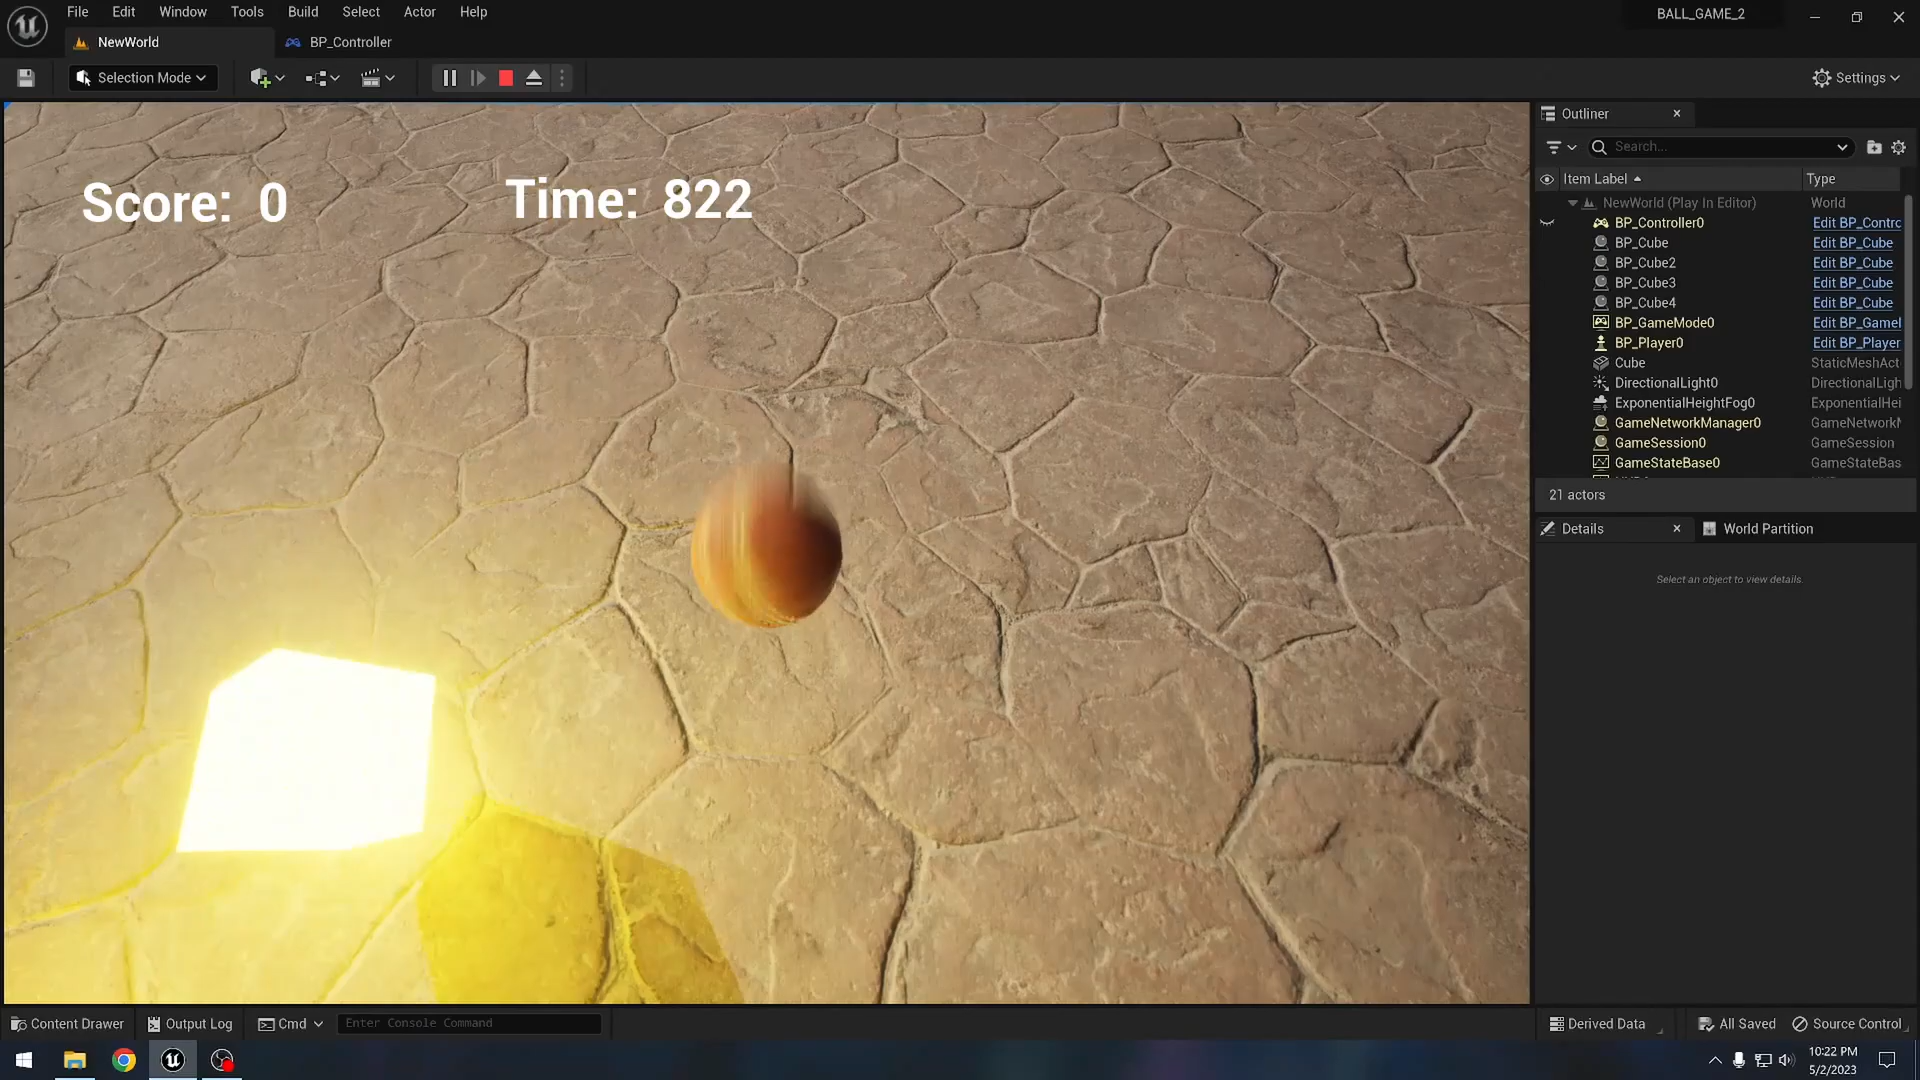 File Edit Window Tools Build Select Actor Help
BALL_GAME_2
NewWorld
BP_Controller
Selection Mode
Settings
Score: 0
Time: 822
Outliner
Search...
Item Label
Type
NewWorld (Play In Editor) World
BP_Controller0 Edit BP_Contrc
BP_Cube Edit BP_Cube
BP_Cube2 Edit BP_Cube
BP_Cube3 Edit BP_Cube
BP_Cube4 Edit BP_Cube
BP_GameMode0 Edit BP_Gamel
BP_Player0 Edit BP_Player
Cube StaticMeshAct
DirectionalLight0 DirectionalLigh
ExponentialHeightFog0 ExponentialHei
GameNetworkManager0 GameNetworkM
GameSession0 GameSession
GameStateBase0 GameStateBas
21 actors
Details
World Partition
Select an object to view details.
Content Drawer
Output Log
Cmd
Enter Console Command
Derived Data
All Saved
Source Control
10:22 PM
5/2/2023